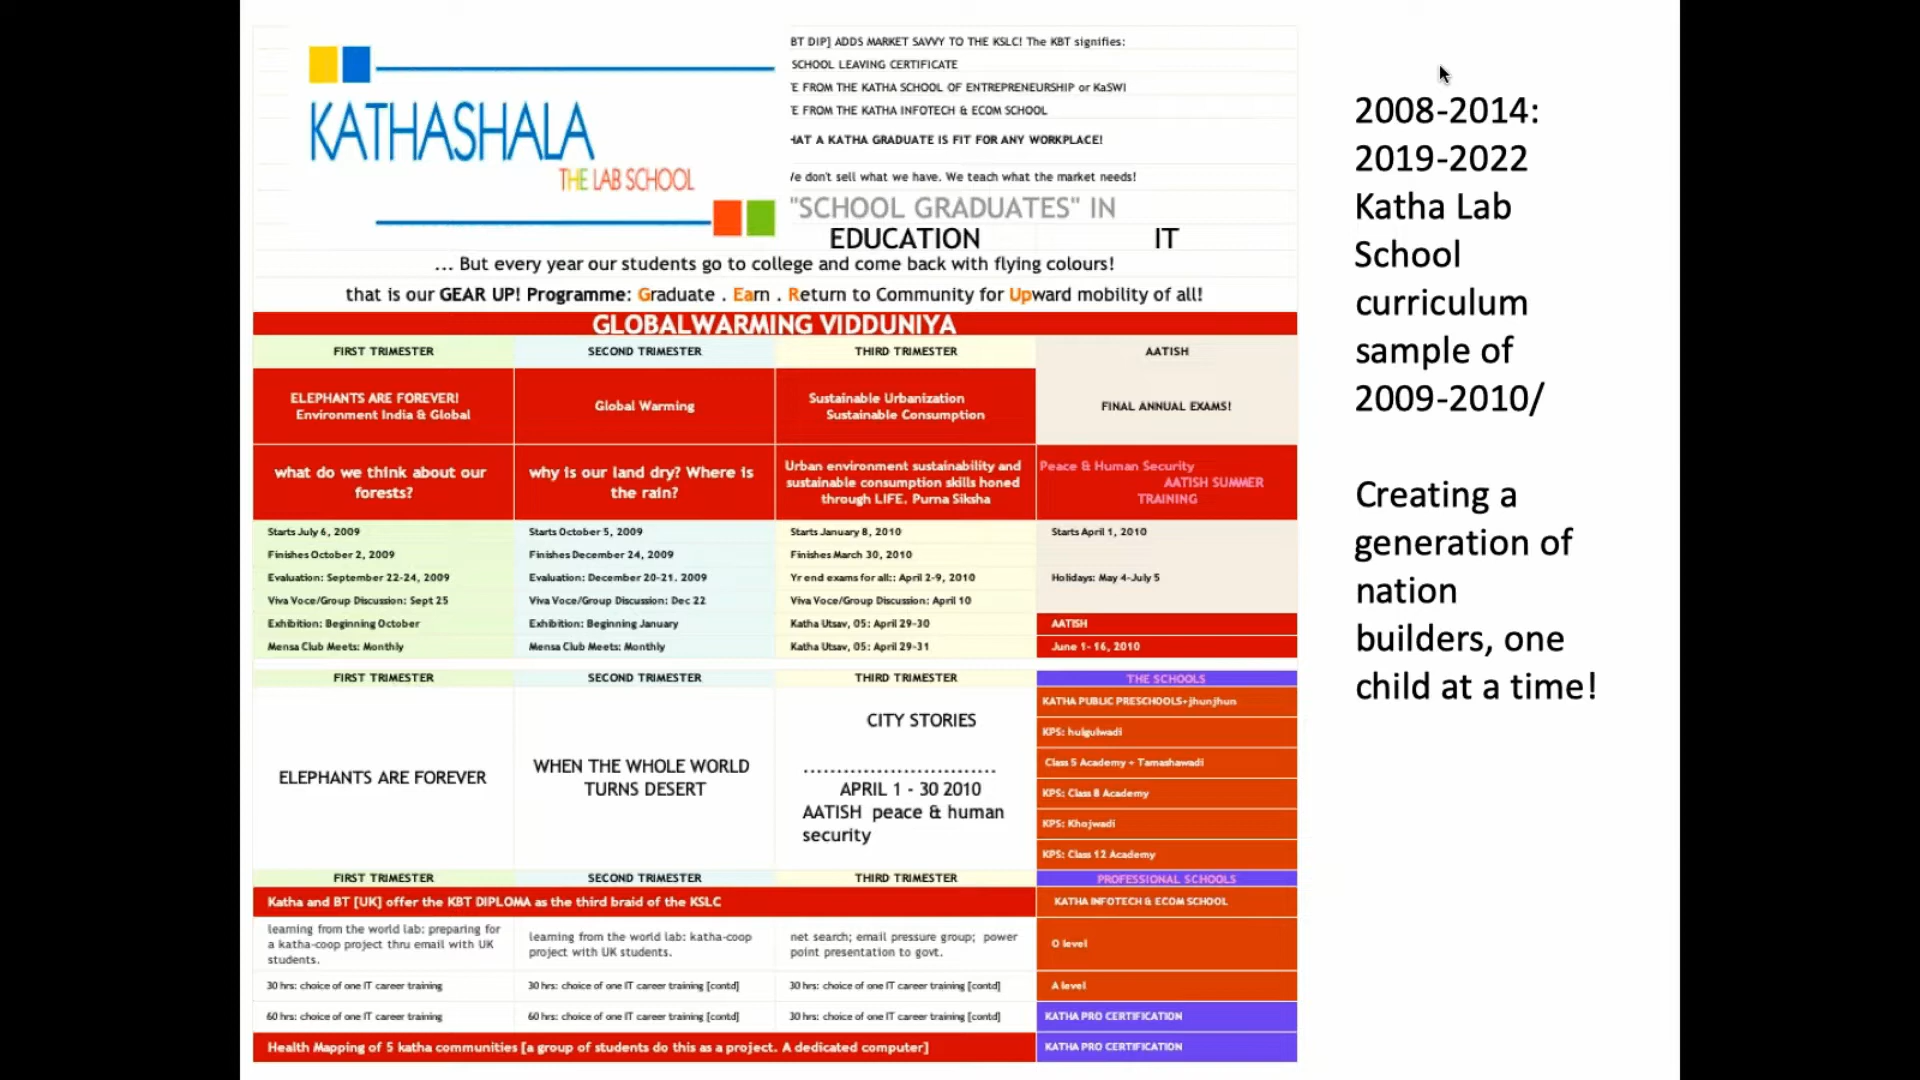 KATHASHALA
THE LAB SCHOOL
BT DIP] ADDS MARKET SAVVY TO THE KSLC! The KBT signifies:
SCHOOL LEAVING CERTIFICATE
E FROM THE KATHA SCHOOL OF ENTREPRENEURSHIP or KaSWI
E FROM THE KATHA INFOTECH & ECOM SCHOOL
HAT A KATHA GRADUATE IS FIT FOR ANY WORKPLACE!
e don't sell what we have. We teach what the market needs!
"SCHOOL GRADUATES" IN
EDUCATION IT
... But every year our students go to college and come back with flying colours!
that is our GEAR UP! Programme: Graduate . Earn . Return to Community for Upward mobility of all!
GLOBALWARMING VIDDUNIYA
FIRST TRIMESTER SECOND TRIMESTER THIRD TRIMESTER AATISH
ELEPHANTS ARE FOREVER!
Environment India & Global
Global Warming
Sustainable Urbanization
Sustainable Consumption
FINAL ANNUAL EXAMS!
what do we think about our
forests?
why is our land dry? Where is
the rain?
Urban environment sustainability and
sustainable consumption skills honed
through LIFE. Purna Siksha
Peace & Human Security
AATISH SUMMER
TRAINING
Starts July 6, 2009 Starts October 5, 2009 Starts January 8, 2010 Starts April 1, 2010
Finishes October 2, 2009 Finishes December 24, 2009 Finishes March 30, 2010
Evaluation: September 22-24, 2009 Evaluation: December 20-21. 2009 Yr end exams for all:: April 2-9, 2010 Holidays: May 4-July 5
Viva Voce/Group Discussion: Sept 25 Viva Voce/Group Discussion: Dec 22 Viva Voce/Group Discussion: April 10
Exhibition: Beginning October Exhibition: Beginning January Katha Utsav, 05: April 29-30 AATISH
Mensa Club Meets: Monthly Mensa Club Meets: Monthly Katha Utsav, 05: April 29-31 June 1- 16, 2010
FIRST TRIMESTER SECOND TRIMESTER THIRD TRIMESTER THE SCHOOLS
ELEPHANTS ARE FOREVER
WHEN THE WHOLE WORLD
TURNS DESERT
CITY STORIES
.............................
APRIL 1 - 30 2010
AATISH peace & human
security
KATHA PUBLIC PRESCHOOLS+jhunjhun
KPS: hulgulwadi
Class 5 Academy + Tamashawadi
KPS: Class 8 Academy
KPS: Khojwadi
KPS: Class 12 Academy
FIRST TRIMESTER SECOND TRIMESTER THIRD TRIMESTER PROFESSIONAL SCHOOLS
Katha and BT [UK] offer the KBT DIPLOMA as the third braid of the KSLC KATHA INFOTECH & ECOM SCHOOL
learning from the world lab: preparing for
a katha-coop project thru email with UK
students.
learning from the world lab: katha-coop
project with UK students.
net search; email pressure group; power
point presentation to govt.
O level
30 hrs: choice of one IT career training 30 hrs: choice of one IT career training [contd] 30 hrs: choice of one IT career training [contd] A level
60 hrs: choice of one IT career training 60 hrs: choice of one IT career training [contd] 30 hrs: choice of one IT career training [contd] KATHA PRO CERTIFICATION
Health Mapping of 5 katha communities [a group of students do this as a project. A dedicated computer] KATHA PRO CERTIFICATION
2008-2014:
2019-2022
Katha Lab
School
curriculum
sample of
2009-2010/
Creating a
generation of
nation
builders, one
child at a time!